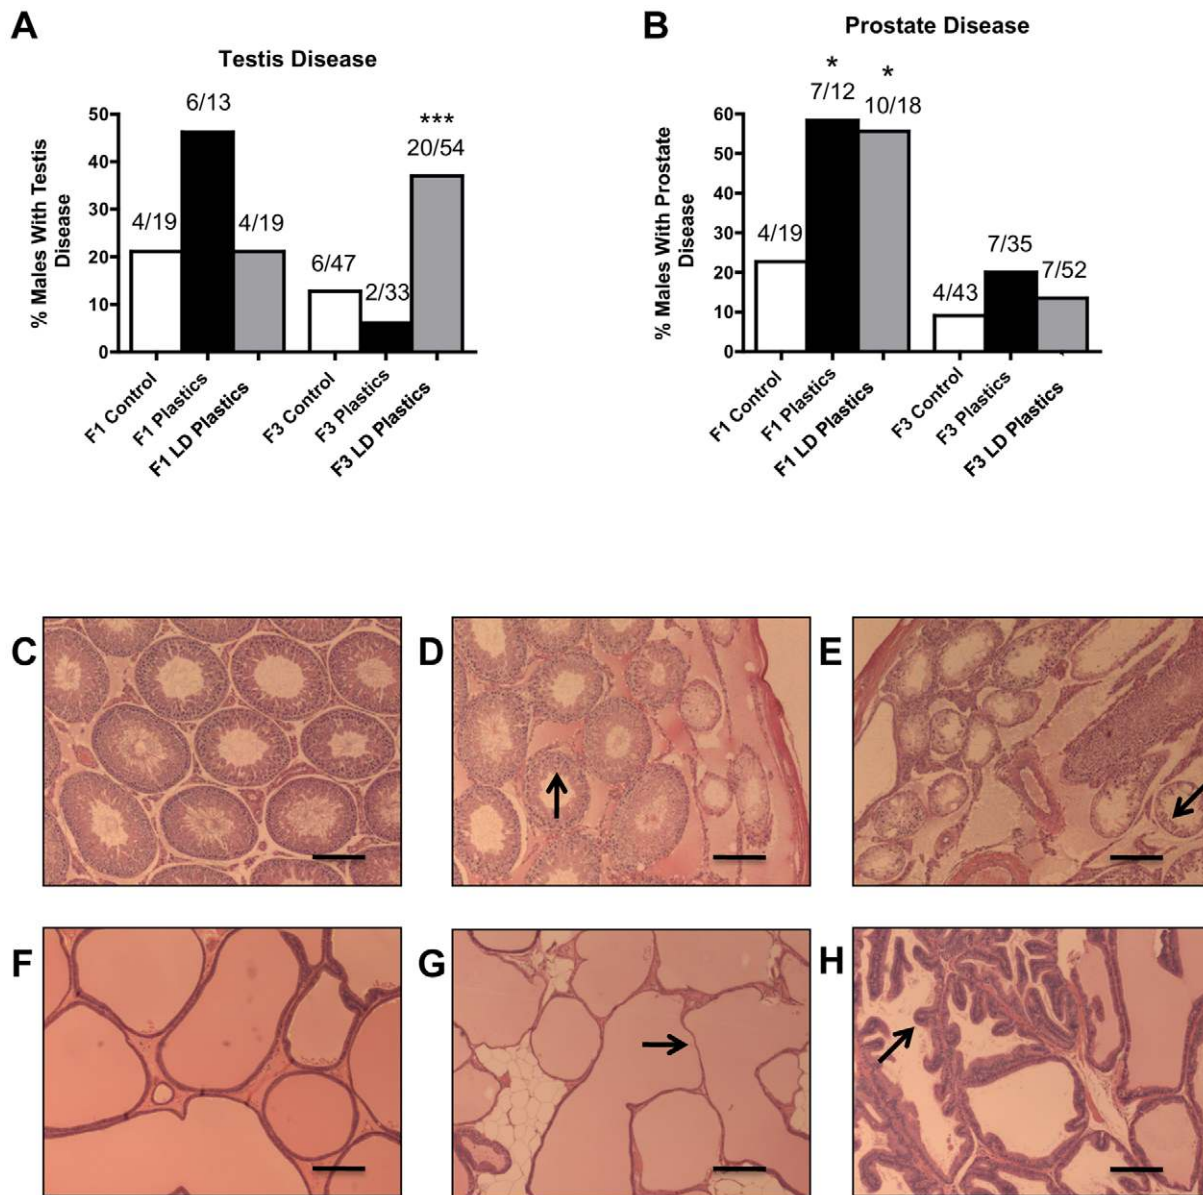 A
Testis Disease
% Males With Testis
Disease
50
40
30
20
10
0
4/19
6/13
4/19
6/47
2/33
***
20/54
F1 Control
F1 Plastics
F1 LD Plastics
F3 Control
F3 Plastics
F3 LD Plastics
B
Prostate Disease
% Males With Prostate
Disease
60
50
40
30
20
10
0
4/19
*
7/12
*
10/18
4/43
7/35
7/52
F1 Control
F1 Plastics
F1 LD Plastics
F3 Control
F3 Plastics
F3 LD Plastics
C
D
E
F
G
H